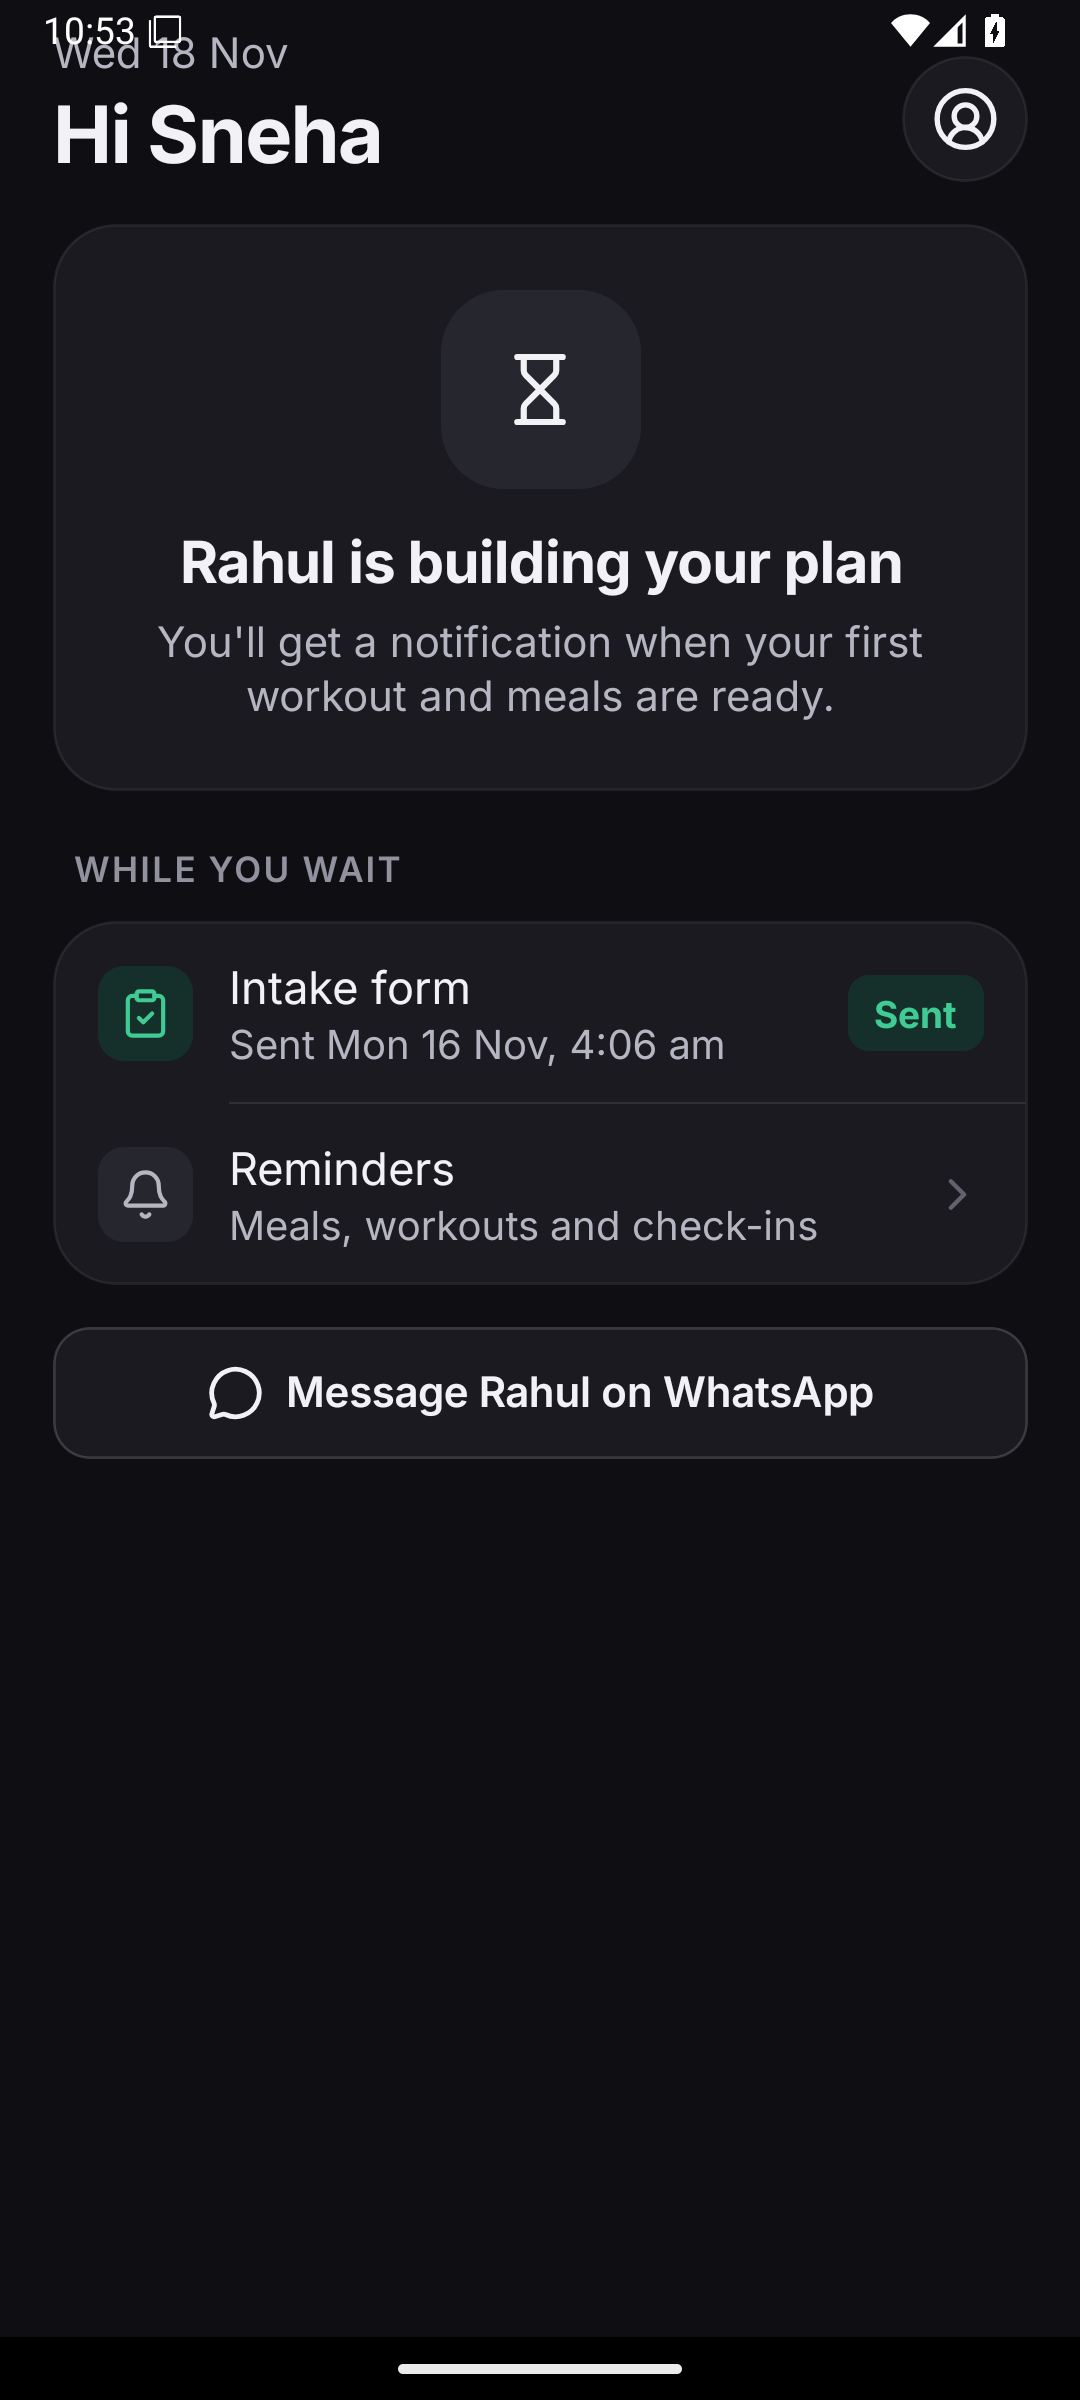 10:53
Wed 18 Nov
Hi Sneha
Rahul is building your plan
You'll get a notification when your first
workout and meals are ready.
WHILE YOU WAIT
Intake form
Sent Mon 16 Nov, 4:06 am
Sent
Reminders
Meals, workouts and check-ins
Message Rahul on WhatsApp